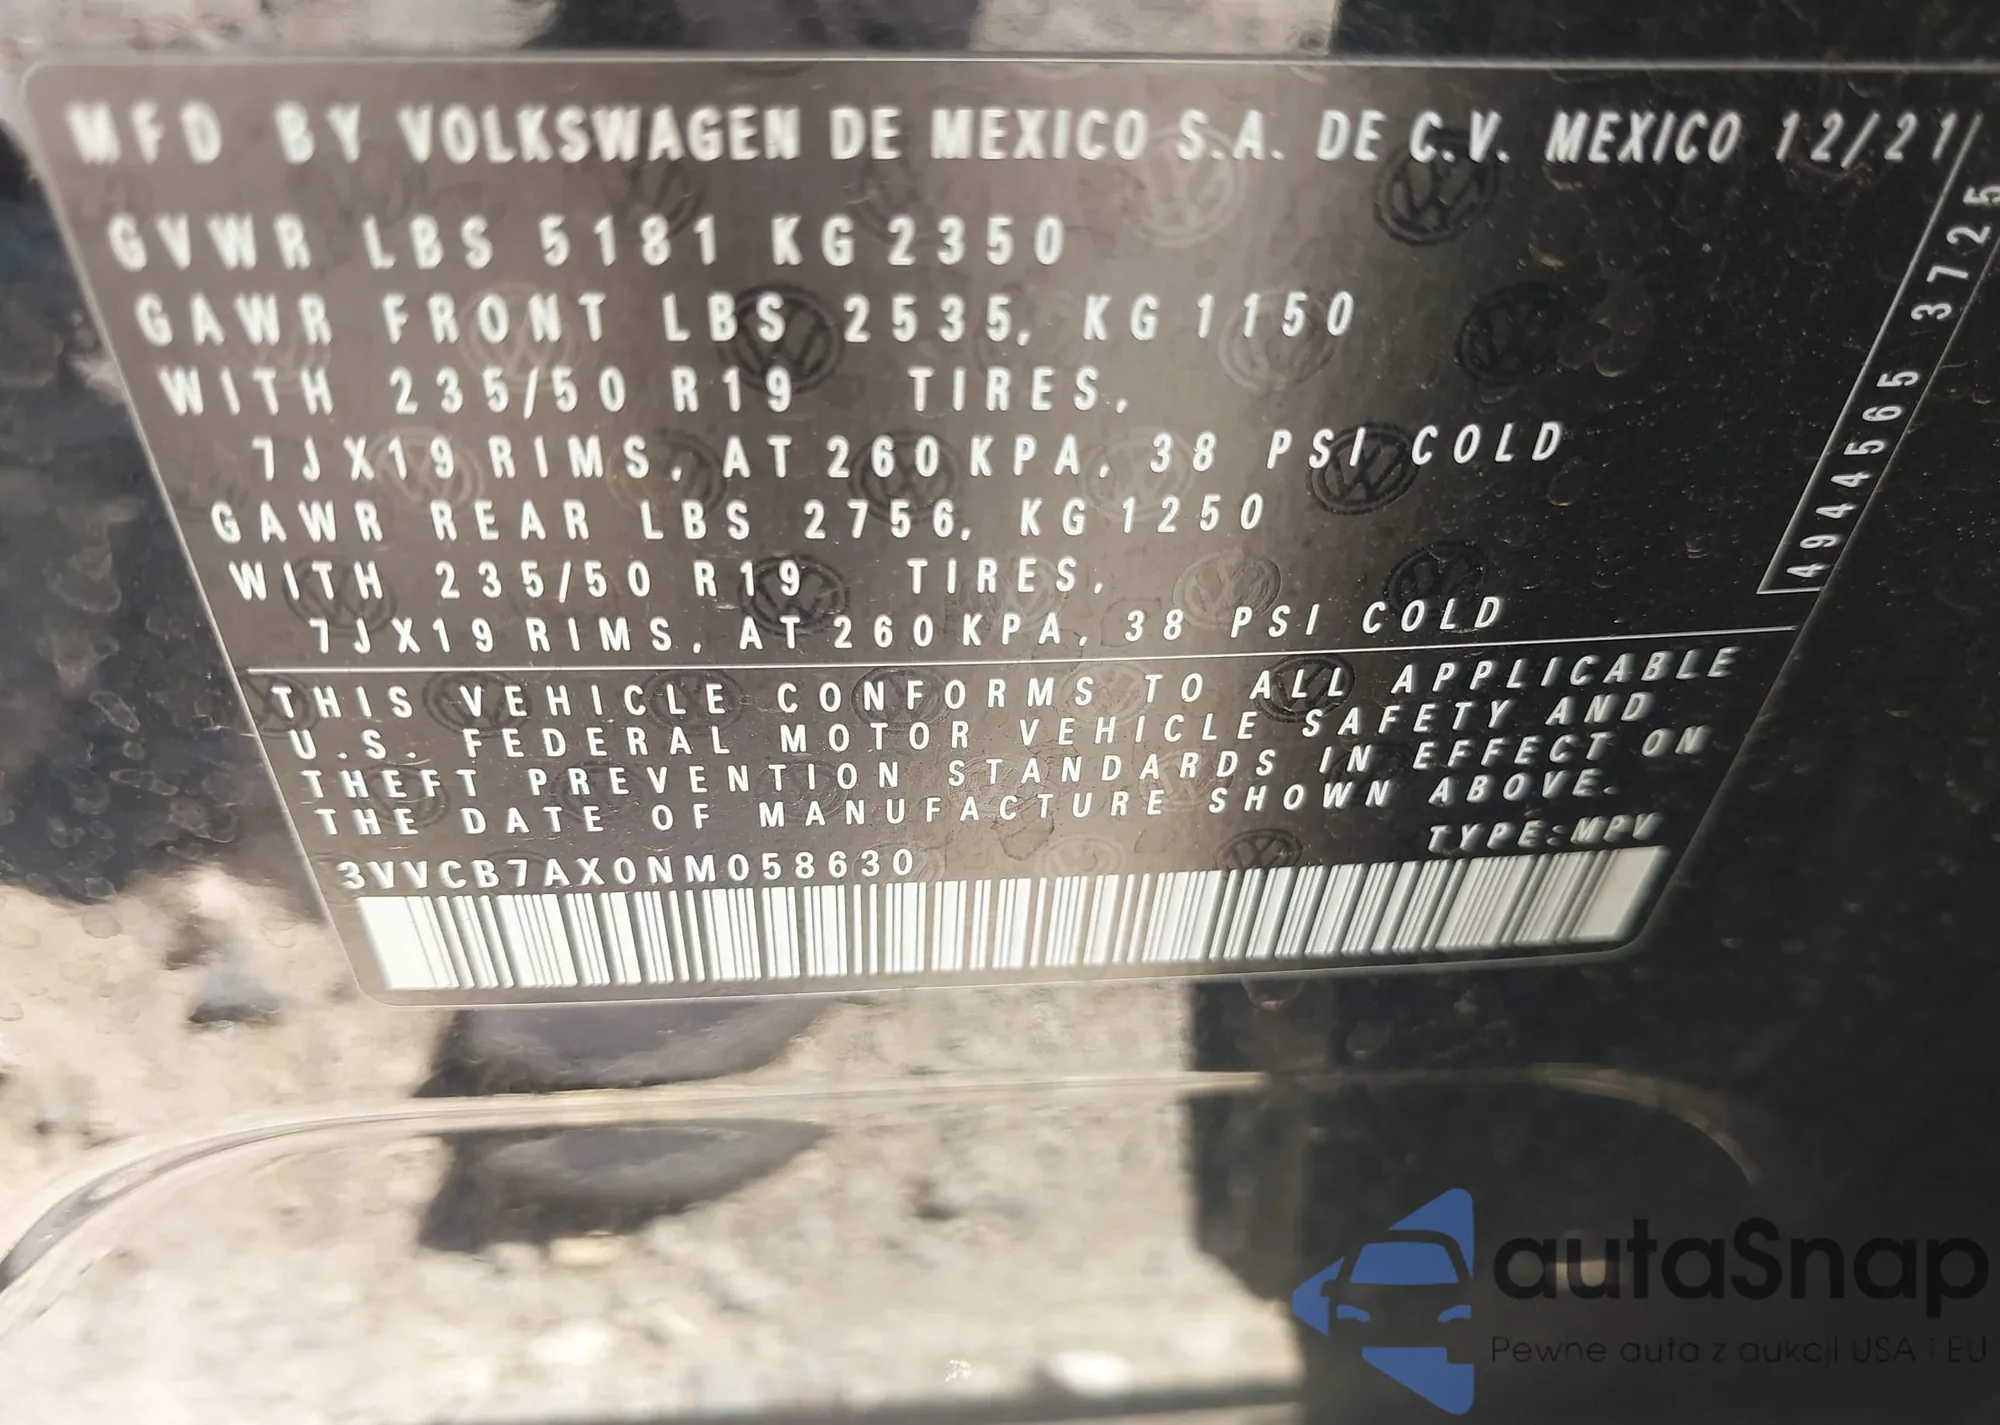 MFD BY VOLKSWAGEN DE MEXICO S.A. DE C.V. MEXICO 12/21
GVWR LBS 5181 KG 2350
GAWR FRONT LBS 2535, KG 1150
WITH 235/50 R19 TIRES,
7JX19 RIMS, AT 260 KPA, 38 PSI COLD
GAWR REAR LBS 2756, KG 1250
WITH 235/50 R19 TIRES,
7JX19 RIMS, AT 260 KPA, 38 PSI COLD
4944565 3725
THIS VEHICLE CONFORMS TO ALL APPLICABLE
U.S. FEDERAL MOTOR VEHICLE SAFETY AND
THEFT PREVENTION STANDARDS IN EFFECT ON
THE DATE OF MANUFACTURE SHOWN ABOVE.
TYPE:MPV
3VVCB7AX0NM058630
autaSnap
Pewne auta z aukcji USA i EU